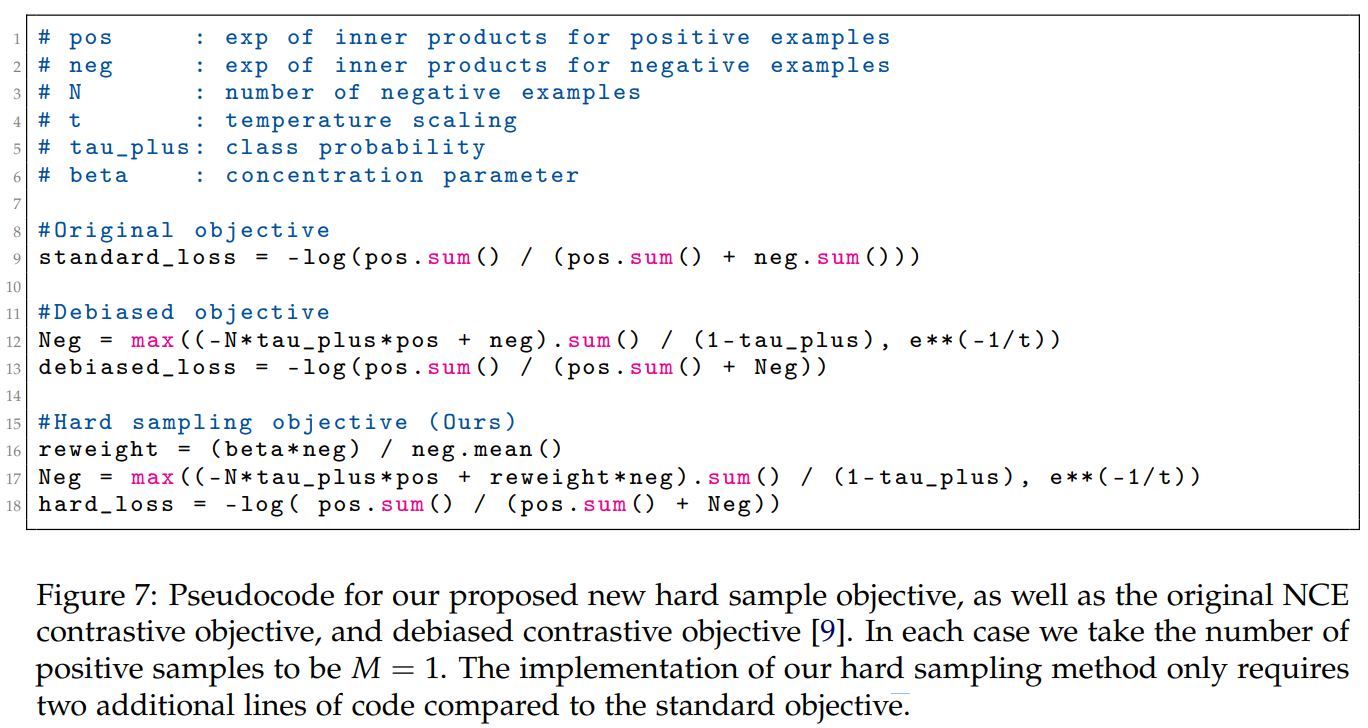 1 # pos : exp of inner products for positive examples
2 # neg : exp of inner products for negative examples
3 # N : number of negative examples
4 # t : temperature scaling
5 # tau_plus: class probability
6 # beta : concentration parameter
7
8 #Original objective
9 standard_loss = -log(pos.sum() / (pos.sum() + neg.sum()))
10
11 #Debiased objective
12 Neg = max((-N*tau_plus*pos + neg).sum() / (1-tau_plus), e**(-1/t))
13 debiased_loss = -log(pos.sum() / (pos.sum() + Neg))
14
15 #Hard sampling objective (Ours)
16 reweight = (beta*neg) / neg.mean()
17 Neg = max((-N*tau_plus*pos + reweight*neg).sum() / (1-tau_plus), e**(-1/t))
18 hard_loss = -log( pos.sum() / (pos.sum() + Neg))
Figure 7: Pseudocode for our proposed new hard sample objective, as well as the original NCE
contrastive objective, and debiased contrastive objective [9]. In each case we take the number of
positive samples to be M = 1. The implementation of our hard sampling method only requires
two additional lines of code compared to the standard objective.